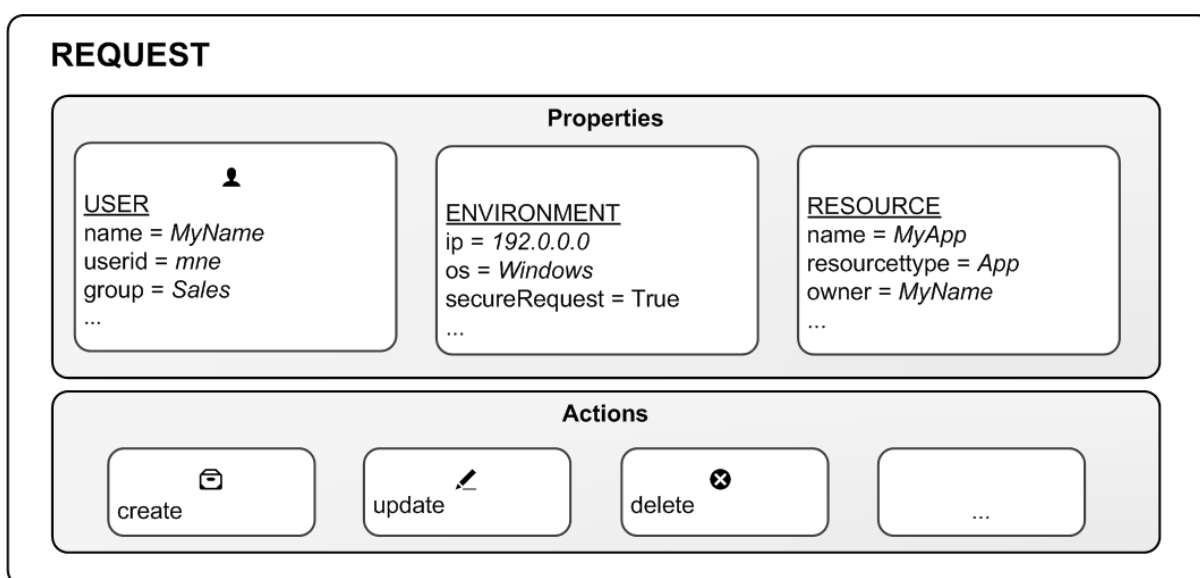 REQUEST
Properties
USER
name = MyName
userid = mne
group = Sales
...
ENVIRONMENT
ip = 192.0.0.0
os = Windows
secureRequest = True
...
RESOURCE
name = MyApp
resourcettype = App
owner = MyName
...
Actions
create
update
delete
...